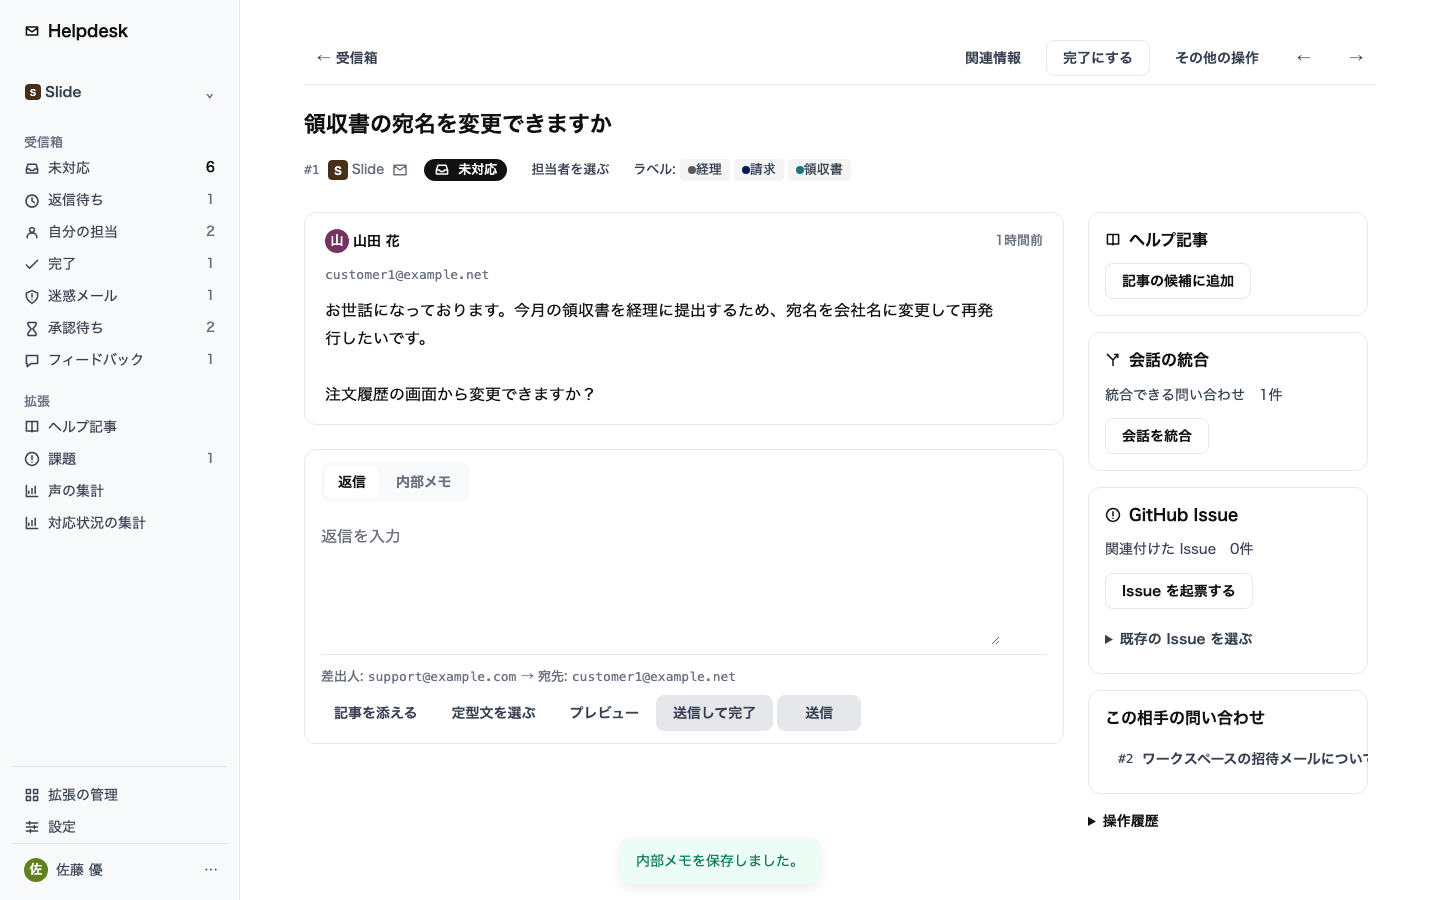 Helpdesk
S Slide
受信箱
未対応 6
返信待ち 1
自分の担当 2
完了 1
迷惑メール 1
承認待ち 2
フィードバック 1
拡張
ヘルプ記事
課題 1
声の集計
対応状況の集計
拡張の管理
設定
佐 佐藤 優 …
← 受信箱
関連情報 完了にする その他の操作 ← →
領収書の宛名を変更できますか
#1 S Slide 未対応 担当者を選ぶ ラベル: 経理 請求 領収書
山 山田 花 1時間前
customer1@example.net
お世話になっております。今月の領収書を経理に提出するため、宛名を会社名に変更して再発
行したいです。
注文履歴の画面から変更できますか？
返信 内部メモ
返信を入力
差出人: support@example.com → 宛先: customer1@example.net
記事を添える 定型文を選ぶ プレビュー 送信して完了 送信
ヘルプ記事
記事の候補に追加
会話の統合
統合できる問い合わせ 1件
会話を統合
GitHub Issue
関連付けた Issue 0件
Issue を起票する
▶ 既存の Issue を選ぶ
この相手の問い合わせ
#2 ワークスペースの招待メールについて
▶ 操作履歴
内部メモを保存しました。